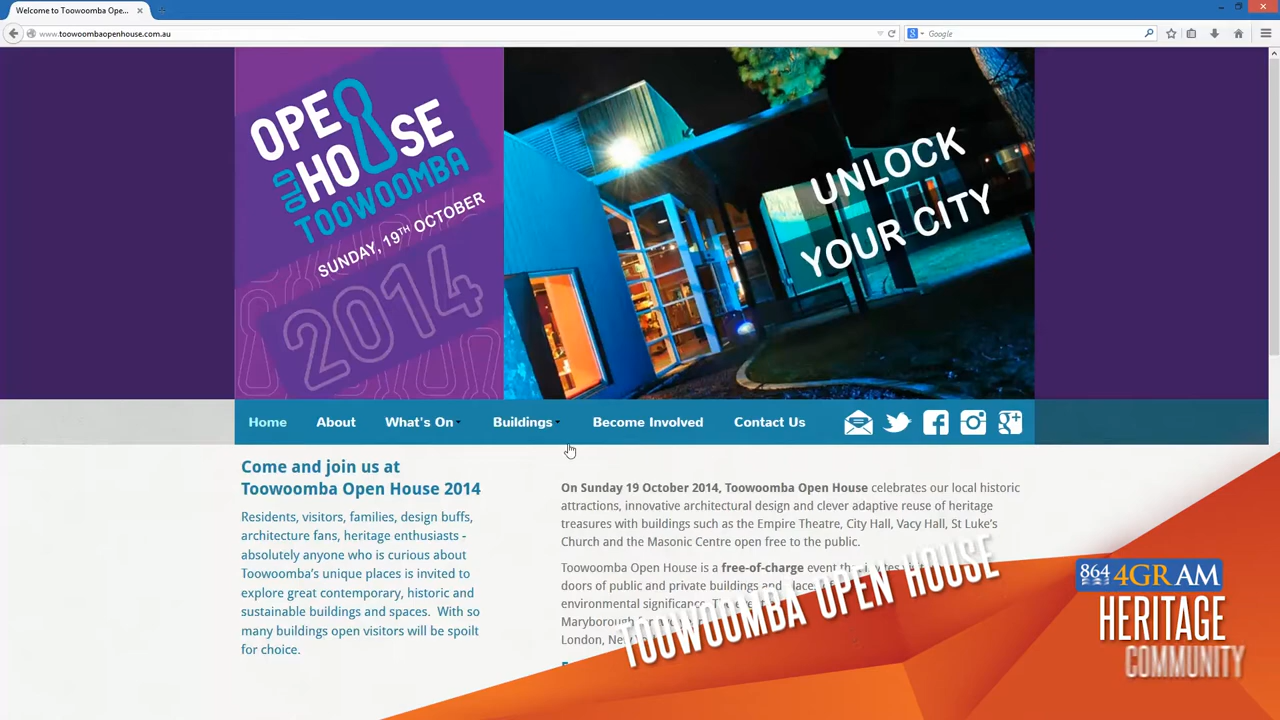 Welcome to Toowoomba Ope...
www.toowoombaopenhouse.com.au
Google
OPEN
HOUSE
QLD
TOOWOOMBA
SUNDAY, 19TH OCTOBER
2014
UNLOCK
YOUR CITY
Home About What's On Buildings Become Involved Contact Us
Come and join us at
Toowoomba Open House 2014
Residents, visitors, families, design buffs,
architecture fans, heritage enthusiasts -
absolutely anyone who is curious about
Toowoomba's unique places is invited to
explore great contemporary, historic and
sustainable buildings and spaces. With so
many buildings open visitors will be spoilt
for choice.
On Sunday 19 October 2014, Toowoomba Open House celebrates our local historic
attractions, innovative architectural design and clever adaptive reuse of heritage
treasures with buildings such as the Empire Theatre, City Hall, Vacy Hall, St Luke's
Church and the Masonic Centre open free to the public.
Toowoomba Open House is a free-of-charge event
doors of public and private buildings and
environmental significance.
London,
TOOWOOMBA OPEN HOUSE
864 4GR AM
HERITAGE
COMMUNITY